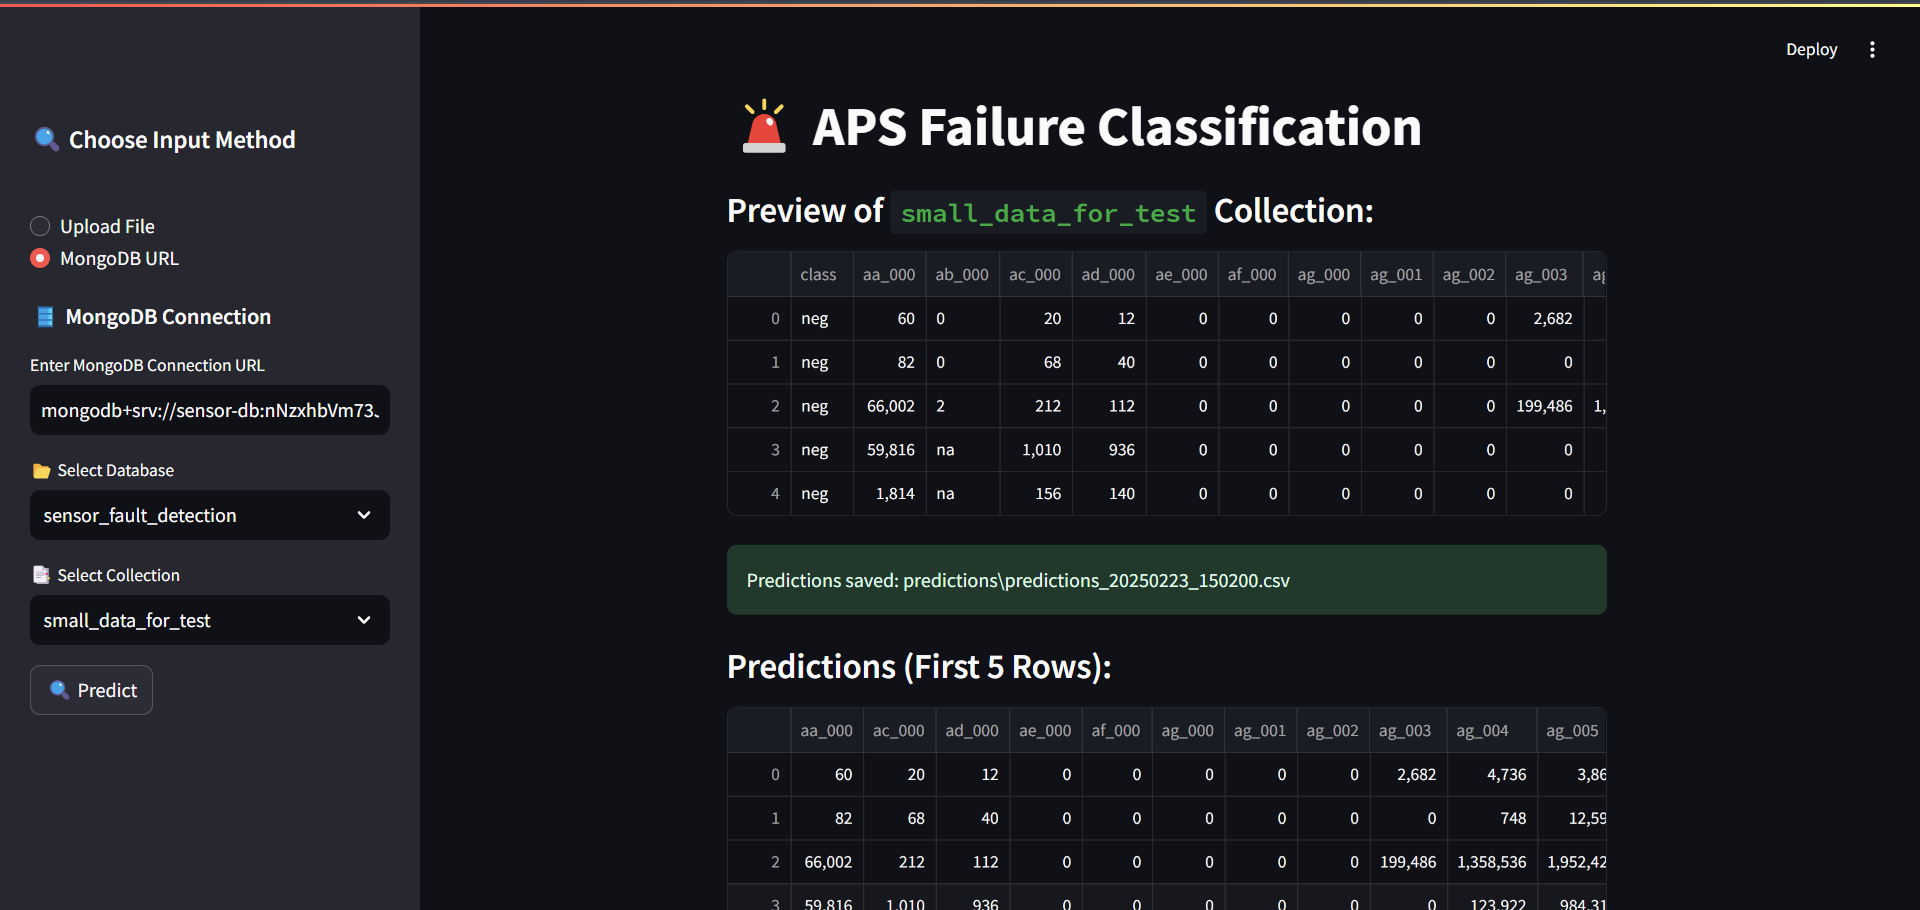 Deploy
Choose Input Method
Upload File
MongoDB URL
MongoDB Connection
Enter MongoDB Connection URL
mongodb+srv://sensor-db:nNzxhbVm73
Select Database
sensor_fault_detection
Select Collection
small_data_for_test
Predict
APS Failure Classification
Preview of small_data_for_test Collection:
class aa_000 ab_000 ac_000 ad_000 ae_000 af_000 ag_000 ag_001 ag_002 ag_003
0 neg 60 0 20 12 0 0 0 0 0 2,682
1 neg 82 0 68 40 0 0 0 0 0 0
2 neg 66,002 2 212 112 0 0 0 0 0 199,486 1,
3 neg 59,816 na 1,010 936 0 0 0 0 0 0
4 neg 1,814 na 156 140 0 0 0 0 0 0
Predictions saved: predictions\predictions_20250223_150200.csv
Predictions (First 5 Rows):
aa_000 ac_000 ad_000 ae_000 af_000 ag_000 ag_001 ag_002 ag_003 ag_004 ag_005
0 60 20 12 0 0 0 0 0 2,682 4,736 3,86
1 82 68 40 0 0 0 0 0 0 748 12,59
2 66,002 212 112 0 0 0 0 0 199,486 1,358,536 1,952,42
3 59,816 1,010 936 0 0 0 0 0 0 123,922 984,31